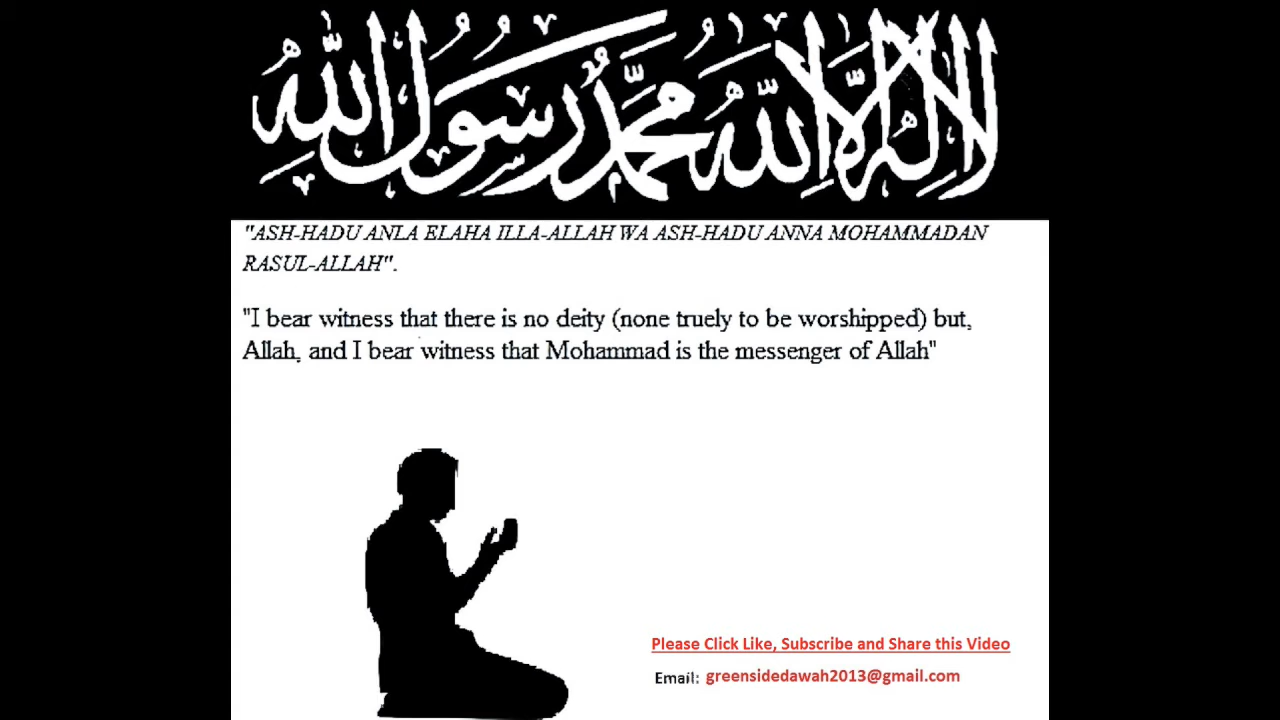 لا إله إلا الله محمد رسول الله
"ASH-HADU ANLA ELAHA ILLA-ALLAH WA ASH-HADU ANNA MOHAMMADAN
RASUL-ALLAH".
"I bear witness that there is no deity (none truely to be worshipped) but,
Allah, and I bear witness that Mohammad is the messenger of Allah"
Please Click Like, Subscribe and Share this Video
Email: greensidedawah2013@gmail.com